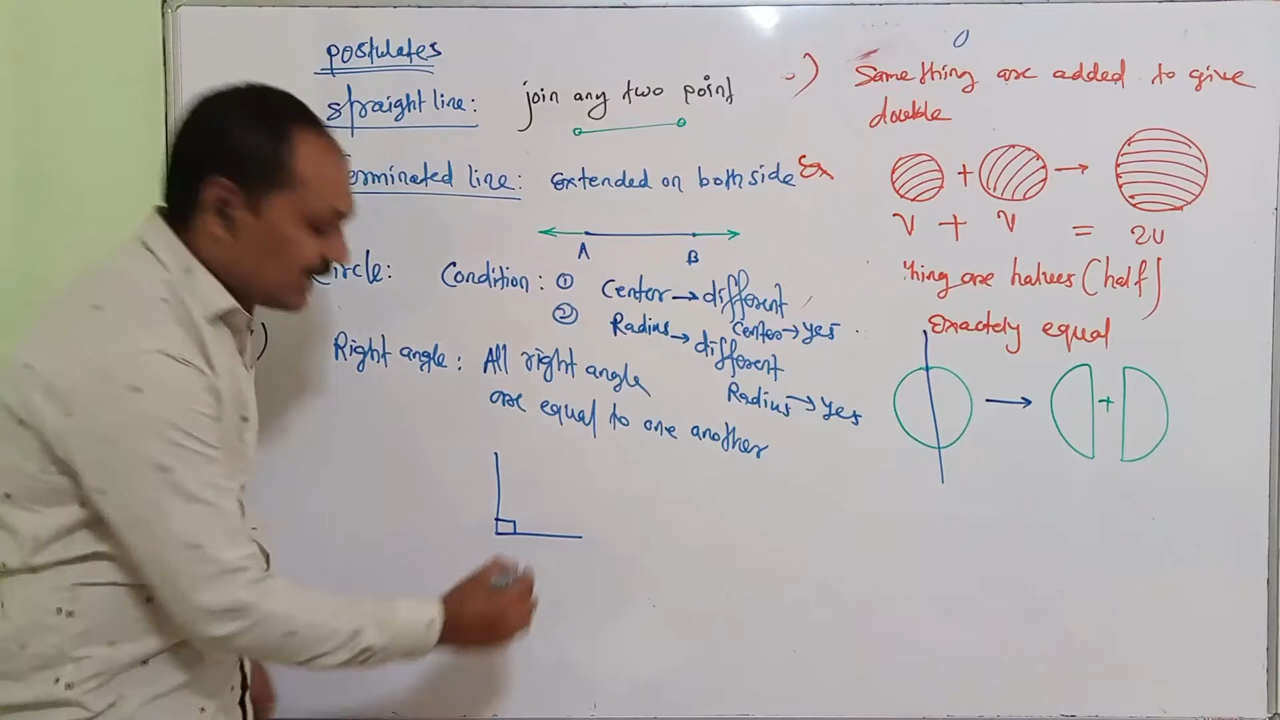 postulates
straight line: join any two point
erminated line: extended on both side
A B
ircle: Condition: ① Center → different
Center → yes
② Radius → different
Radius → yes
Right angle: All right angle
are equal to one another
Something are added to give
double
+ →
V + V = 2V
Thing are halves (half)
Exactely equal
→ +